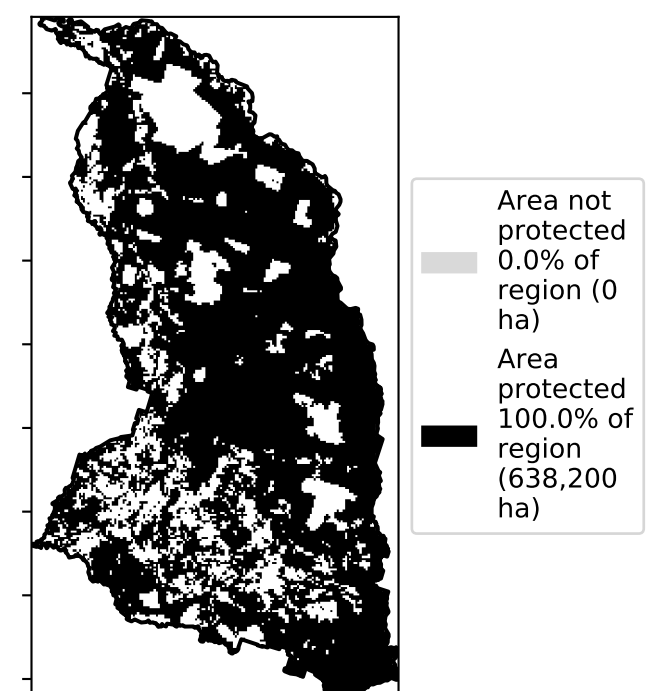 Area not
protected
0.0% of
region (0
ha)
Area
protected
100.0% of
region
(638,200
ha)